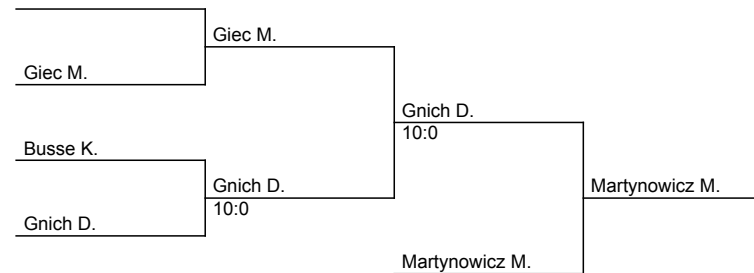 Giec M.
Giec M.
Gnich D.
10:0
Busse K.
Gnich D.
10:0
Martynowicz M.
Gnich D.
Martynowicz M.